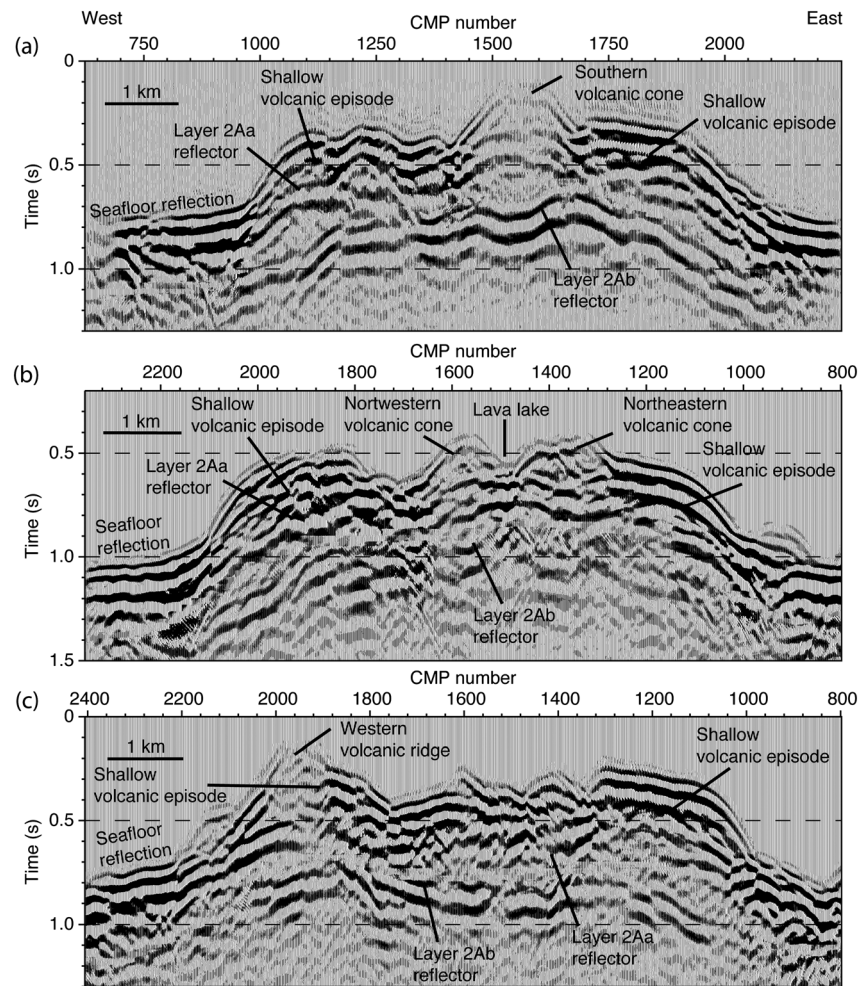 West
CMP number
East
(a)
750
1000
1250
1500
1750
2000
0
0.5
1.0
Time (s)
1 km
Shallow
volcanic episode
Southern
volcanic cone
Shallow
volcanic episode
Layer 2Aa
reflector
Seafloor reflection
Layer 2Ab
reflector
CMP number
(b)
2200
2000
1800
1600
1400
1200
1000
800
0.5
1.0
1.5
Time (s)
1 km
Shallow
volcanic episode
Nortwestern
volcanic cone
Lava lake
Northeastern
volcanic cone
Shallow
volcanic episode
Layer 2Aa
reflector
Seafloor
reflection
Layer 2Ab
reflector
CMP number
(c)
2400
2200
2000
1800
1600
1400
1200
1000
800
0
0.5
1.0
Time (s)
1 km
Western
volcanic ridge
Shallow
volcanic episode
Shallow
volcanic episode
Seafloor
reflection
Layer 2Ab
reflector
Layer 2Aa
reflector